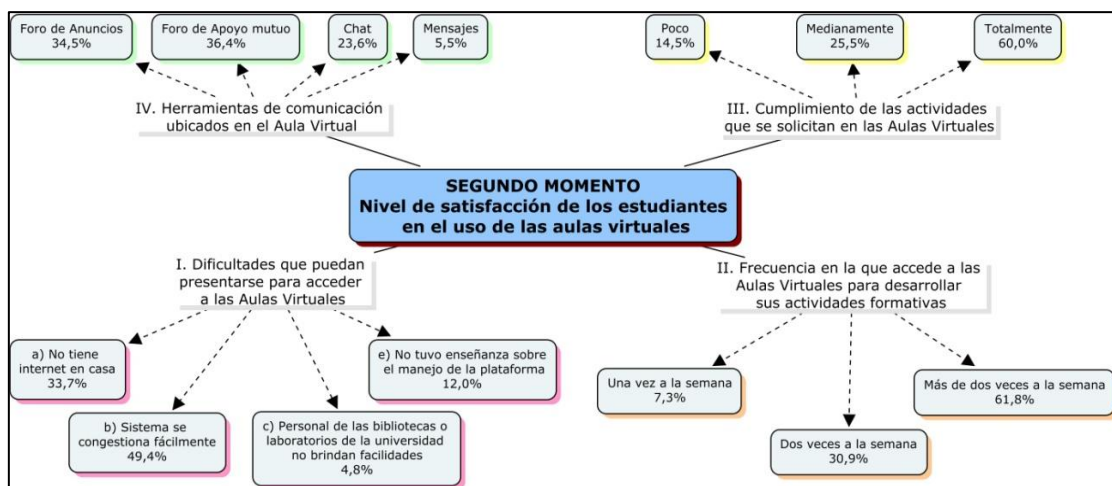 Foro de Anuncios
34,5%
Foro de Apoyo mutuo
36,4%
Chat
23,6%
Mensajes
5,5%
IV. Herramientas de comunicación
ubicados en el Aula Virtual
Poco
14,5%
Medianamente
25,5%
Totalmente
60,0%
III. Cumplimiento de las actividades
que se solicitan en las Aulas Virtuales
SEGUNDO MOMENTO
Nivel de satisfacción de los estudiantes
en el uso de las aulas virtuales
I. Dificultades que puedan
presentarse para acceder
a las Aulas Virtuales
a) No tiene
internet en casa
33,7%
b) Sistema se
congestiona fácilmente
49,4%
c) Personal de las bibliotecas o
laboratorios de la universidad
no brindan facilidades
4,8%
e) No tuvo enseñanza sobre
el manejo de la plataforma
12,0%
II. Frecuencia en la que accede a las
Aulas Virtuales para desarrollar
sus actividades formativas
Una vez a la semana
7,3%
Dos veces a la semana
30,9%
Más de dos veces a la semana
61,8%